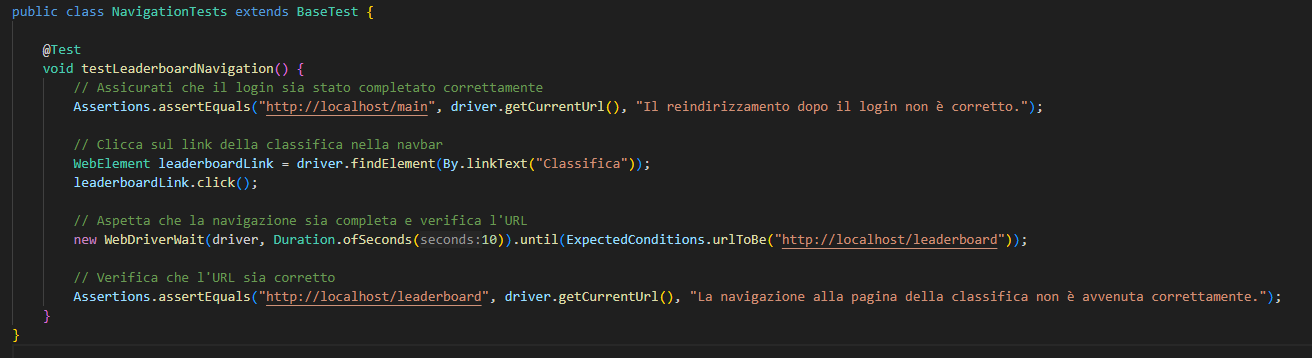 public class NavigationTests extends BaseTest {
@Test
void testLeaderboardNavigation() {
// Assicurati che il login sia stato completato correttamente
Assertions.assertEquals("http://localhost/main", driver.getCurrentUrl(), "Il reindirizzamento dopo il login non è corretto.");
// Clicca sul link della classifica nella navbar
WebElement leaderboardLink = driver.findElement(By.linkText("Classifica"));
leaderboardLink.click();
// Aspetta che la navigazione sia completa e verifica l'URL
new WebDriverWait(driver, Duration.ofSeconds(seconds:10)).until(ExpectedConditions.urlToBe("http://localhost/leaderboard"));
// Verifica che l'URL sia corretto
Assertions.assertEquals("http://localhost/leaderboard", driver.getCurrentUrl(), "La navigazione alla pagina della classifica non è avvenuta correttamente.");
}
}